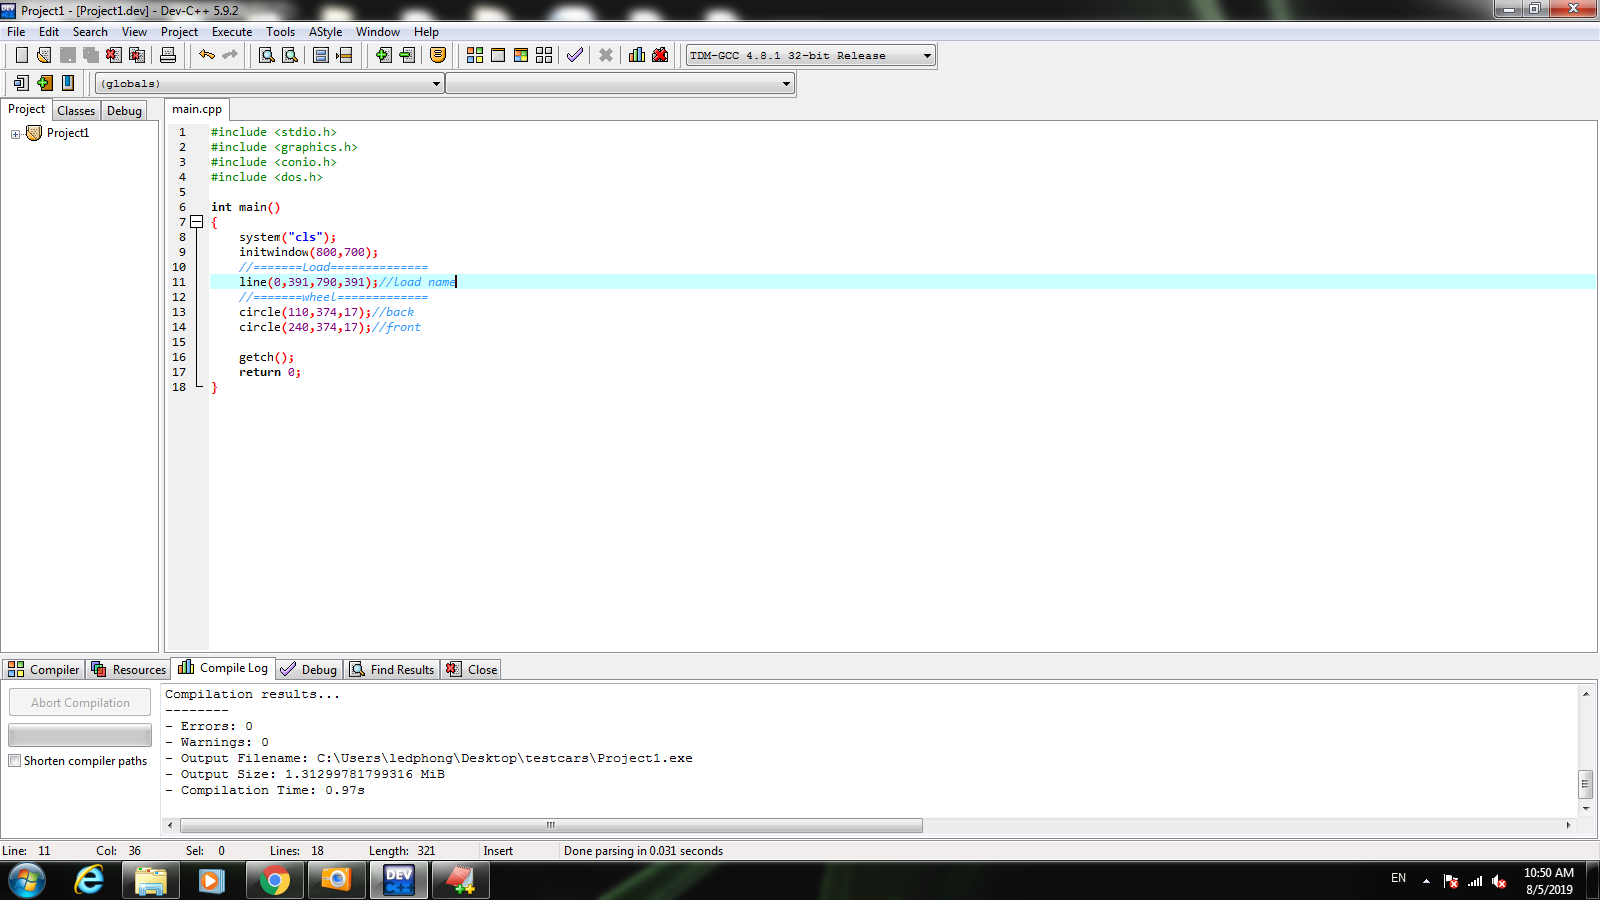 Project1 - [Project1.dev] - Dev-C++ 5.9.2
File Edit Search View Project Execute Tools AStyle Window Help
TDM-GCC 4.8.1 32-bit Release
(globals)
Project Classes Debug
main.cpp
Project1
1 #include <stdio.h>
2 #include <graphics.h>
3 #include <conio.h>
4 #include <dos.h>
5
6 int main()
7 {
8 system("cls");
9 initwindow(800,700);
10 //=======Load==============
11 line(0,391,790,391);//load name
12 //=======wheel=============
13 circle(110,374,17);//back
14 circle(240,374,17);//front
15
16 getch();
17 return 0;
18 }
Compiler Resources Compile Log Debug Find Results Close
Abort Compilation
Shorten compiler paths
Compilation results...
--------
- Errors: 0
- Warnings: 0
- Output Filename: C:\Users\ledphong\Desktop\testcars\Project1.exe
- Output Size: 1.31299781799316 MiB
- Compilation Time: 0.97s
Line: 11 Col: 36 Sel: 0 Lines: 18 Length: 321 Insert Done parsing in 0.031 seconds
DEV C++
EN
10:50 AM
8/5/2019